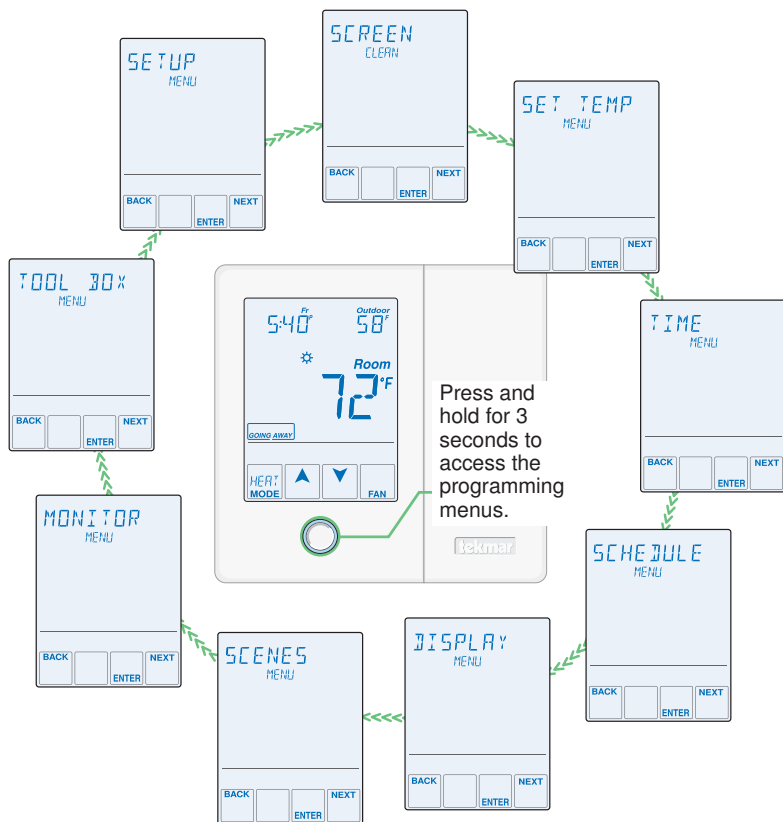 SCREEN
CLEAN
BACK
ENTER
NEXT
SET TEMP
MENU
BACK
ENTER
NEXT
TIME
MENU
BACK
ENTER
NEXT
SCHEDULE
MENU
BACK
ENTER
NEXT
DISPLAY
MENU
BACK
ENTER
NEXT
SCENES
MENU
BACK
ENTER
NEXT
MONITOR
MENU
BACK
ENTER
NEXT
TOOL BOX
MENU
BACK
ENTER
NEXT
SETUP
MENU
BACK
ENTER
NEXT
Fr
5:40 P
Outdoor
58°F
Room
72°F
GOING AWAY
HEAT
MODE
FAN
tekmar
Press and
hold for 3
seconds to
access the
programming
menus.